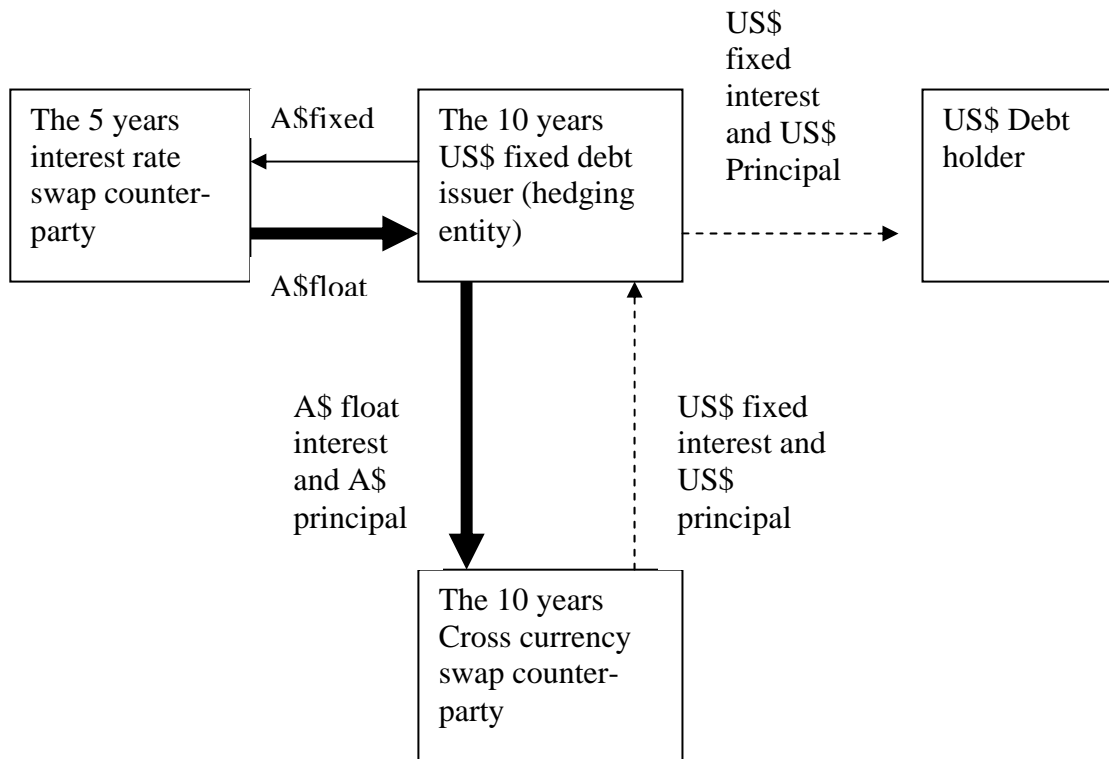 US$
fixed
interest
and US$
Principal
The 5 years
interest rate
swap counter-
party
A$fixed
A$float
The 10 years
US$ fixed debt
issuer (hedging
entity)
US$ Debt
holder
A$ float
interest
and A$
principal
US$ fixed
interest and
US$
principal
The 10 years
Cross currency
swap counter-
party